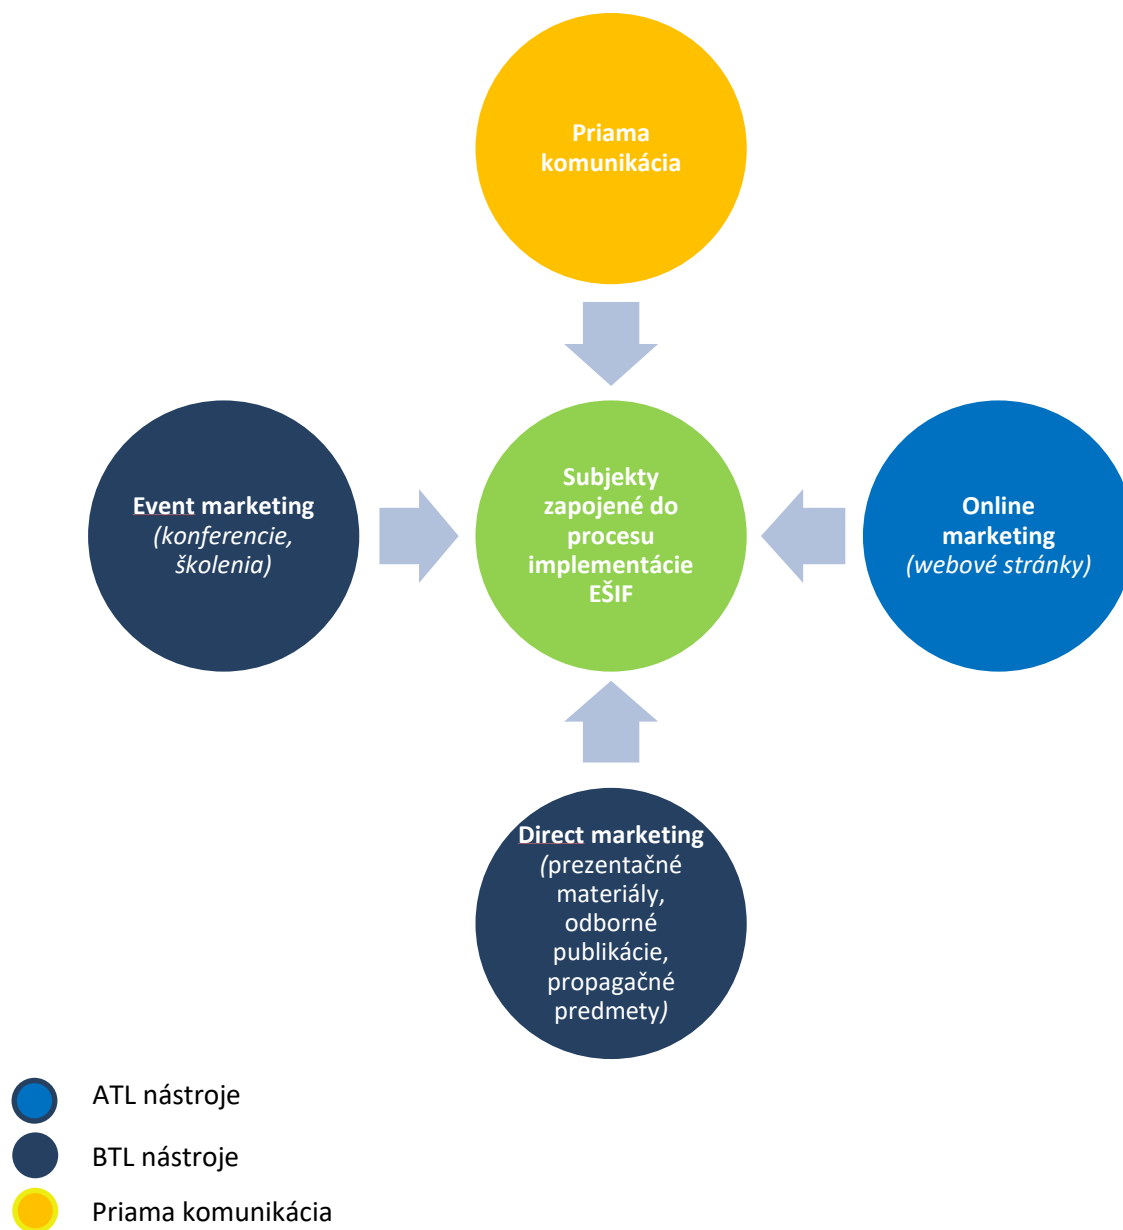 Priama
komunikácia
Event marketing
(konferencie,
školenia)
Subjekty
zapojené do
procesu
implementácie
EŠIF
Online
marketing
(webové stránky)
Direct marketing
(prezentačné
materiály,
odborné
publikácie,
propagačné
predmety)
ATL nástroje
BTL nástroje
Priama komunikácia